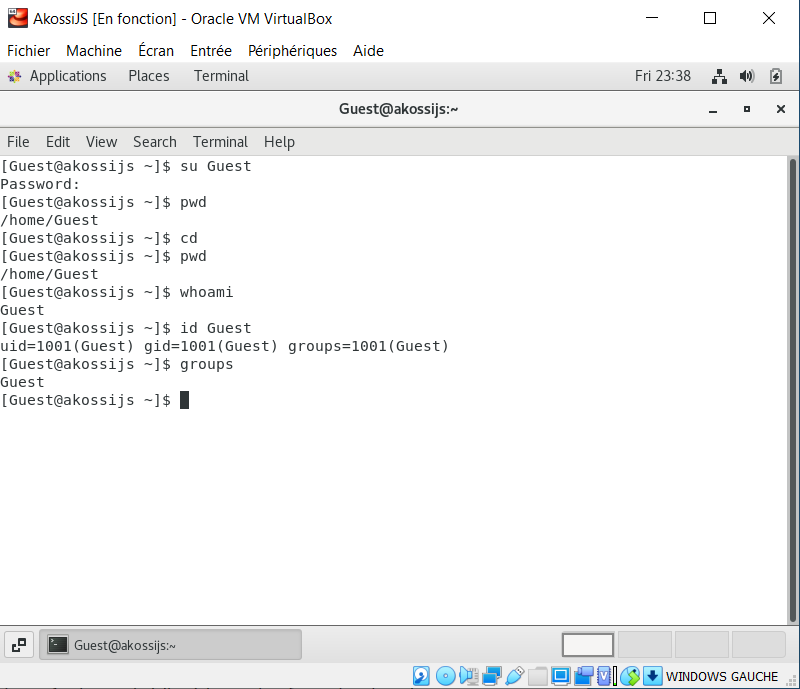 AkossiJS [En fonction] - Oracle VM VirtualBox
Fichier Machine Écran Entrée Périphériques Aide
Applications Places Terminal Fri 23:38
Guest@akossijs:~
File Edit View Search Terminal Help
[Guest@akossijs ~]$ su Guest
Password:
[Guest@akossijs ~]$ pwd
/home/Guest
[Guest@akossijs ~]$ cd
[Guest@akossijs ~]$ pwd
/home/Guest
[Guest@akossijs ~]$ whoami
Guest
[Guest@akossijs ~]$ id Guest
uid=1001(Guest) gid=1001(Guest) groups=1001(Guest)
[Guest@akossijs ~]$ groups
Guest
[Guest@akossijs ~]$
Guest@akossijs:~
WINDOWS GAUCHE